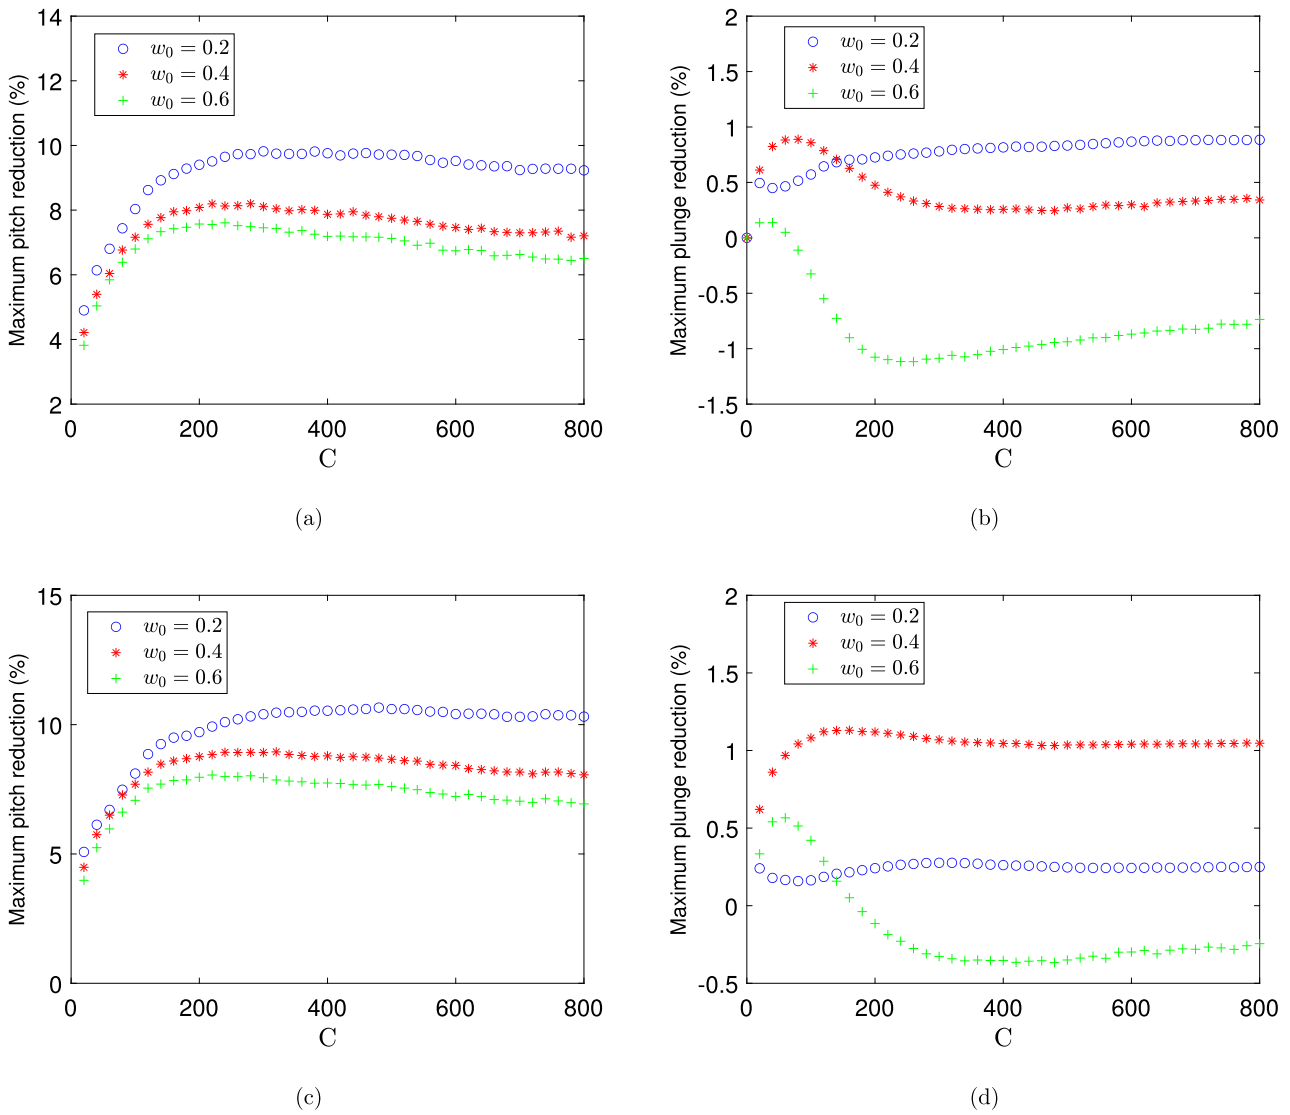 14
12
10
8
6
4
2
0
200
400
600
800
Maximum pitch reduction (%)
C
w₀ = 0.2
w₀ = 0.4
w₀ = 0.6
(a)
2
1.5
1
0.5
0
-0.5
-1
-1.5
0
200
400
600
800
Maximum plunge reduction (%)
C
w₀ = 0.2
w₀ = 0.4
w₀ = 0.6
(b)
15
10
5
0
0
200
400
600
800
Maximum pitch reduction (%)
C
w₀ = 0.2
w₀ = 0.4
w₀ = 0.6
(c)
2
1.5
1
0.5
0
-0.5
0
200
400
600
800
Maximum plunge reduction (%)
C
w₀ = 0.2
w₀ = 0.4
w₀ = 0.6
(d)